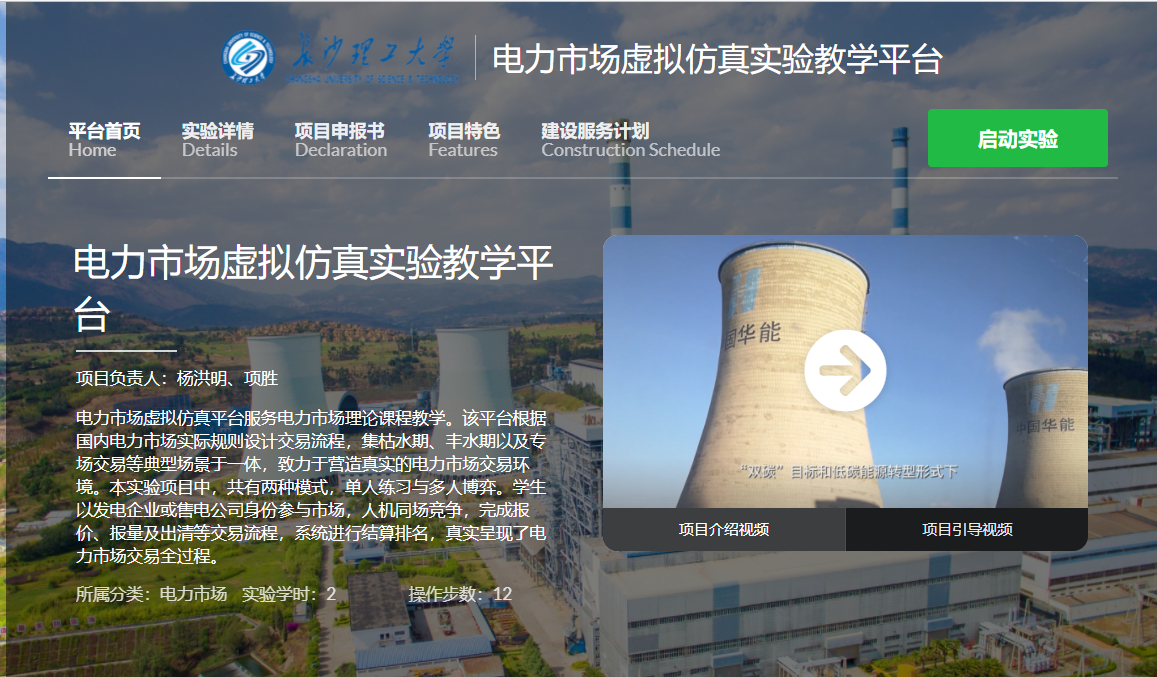 長沙理工大学
CHANGSHA UNIVERSITY OF SCIENCE & TECHNOLOGY
电力市场虚拟仿真实验教学平台
平台首页 实验详情 项目申报书 项目特色 建设服务计划
Home Details Declaration Features Construction Schedule
启动实验
电力市场虚拟仿真实验教学平
台
项目负责人：杨洪明、项胜
电力市场虚拟仿真平台服务电力市场理论课程教学。该平台根据
国内电力市场实际规则设计交易流程，集枯水期、丰水期以及专
场交易等典型场景于一体，致力于营造真实的电力市场交易环
境。本实验项目中，共有两种模式，单人练习与多人博弈。学生
以发电企业或售电公司身份参与市场，人机同场竞争，完成报
价、报量及出清等交易流程，系统进行结算排名，真实呈现了电
力市场交易全过程。
所属分类：电力市场 实验学时：2 操作步数：12
国华能
中国华能
“双碳”目标和低碳能源转型形式下
项目介绍视频 项目引导视频